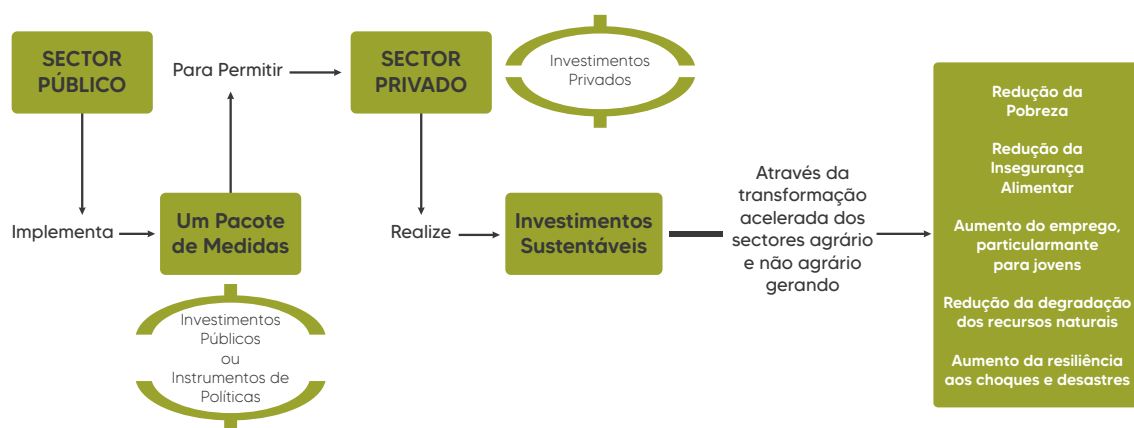 SECTOR
PÚBLICO
Implementa
Um Pacote
de Medidas
Investimentos
Públicos
ou
Instrumentos de
Políticas
Para Permitir
SECTOR
PRIVADO
Investimentos
Privados
Realize
Investimentos
Sustentáveis
Através da
transformação
acelerada dos
sectores agrário
e não agrário
gerando
Redução da
Pobreza
Redução da
Insegurança
Alimentar
Aumento do emprego,
particularmante
para jovens
Redução da degradação
dos recursos naturais
Aumento da resiliência
aos choques e desastres